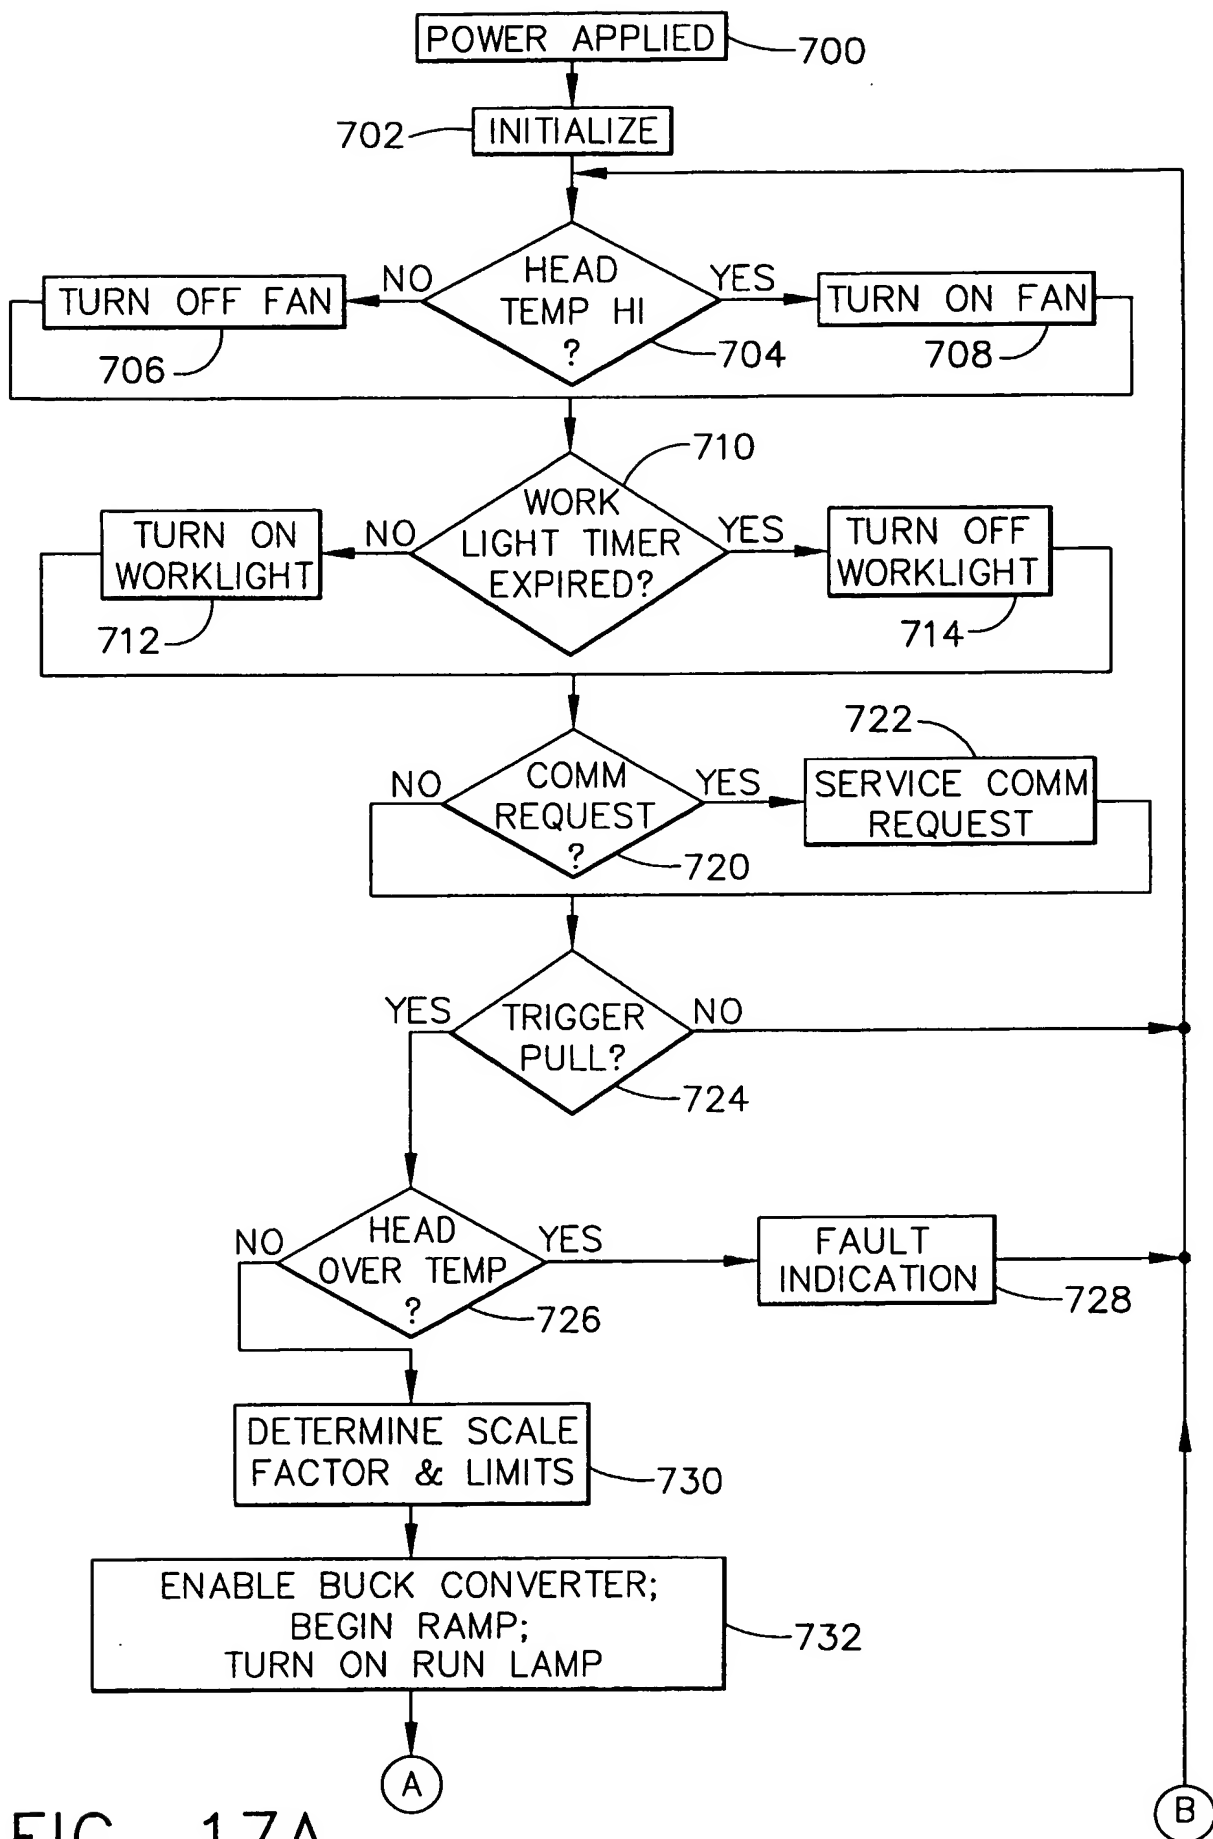 POWER APPLIED
700
702
INITIALIZE
NO
HEAD
TEMP HI
?
YES
TURN OFF FAN
TURN ON FAN
706
704
708
710
WORK
LIGHT TIMER
EXPIRED?
NO
YES
TURN ON
WORKLIGHT
TURN OFF
WORKLIGHT
712
714
722
NO
COMM
REQUEST
?
YES
SERVICE COMM
REQUEST
720
YES
TRIGGER
PULL?
NO
724
NO
HEAD
OVER TEMP
?
YES
FAULT
INDICATION
726
728
DETERMINE SCALE
FACTOR & LIMITS
730
ENABLE BUCK CONVERTER;
BEGIN RAMP;
TURN ON RUN LAMP
732
A
B
FIG. 17A